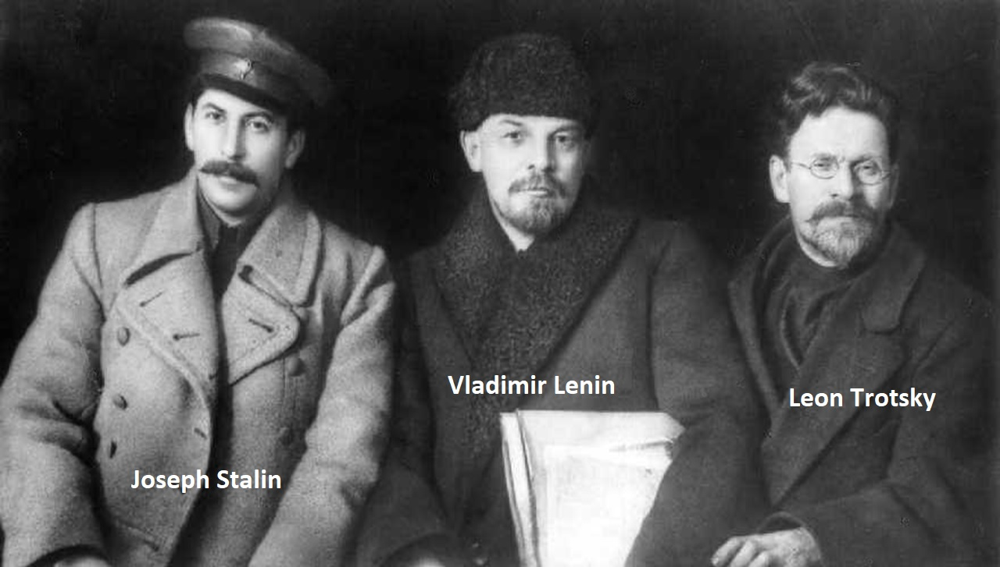 Vladimir Lenin
Leon Trotsky
Joseph Stalin